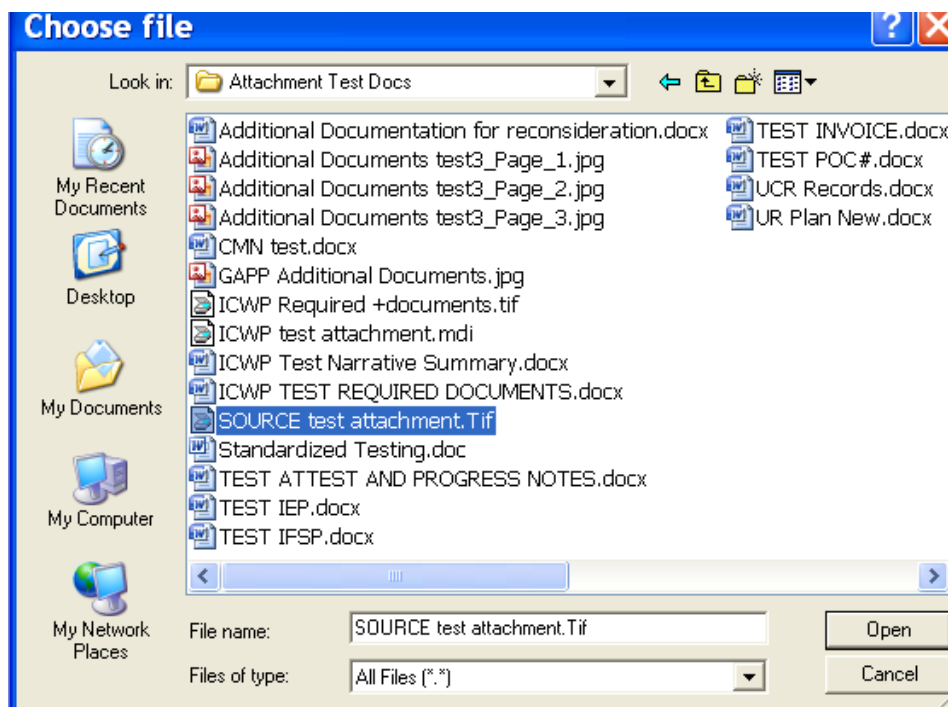 Choose file
Look in:
Attachment Test Docs
My Recent
Documents
Desktop
My Documents
My Computer
My Network
Places
Additional Documentation for reconsideration.docx
Additional Documents test3_Page_1.jpg
Additional Documents test3_Page_2.jpg
Additional Documents test3_Page_3.jpg
CMN test.docx
GAPP Additional Documents.jpg
ICWP Required +documents.tif
ICWP test attachment.mdi
ICWP Test Narrative Summary.docx
ICWP TEST REQUIRED DOCUMENTS.docx
SOURCE test attachment.Tif
Standardized Testing.doc
TEST ATTEST AND PROGRESS NOTES.docx
TEST IEP.docx
TEST IFSP.docx
TEST INVOICE.docx
TEST POC#.docx
UCR Records.docx
UR Plan New.docx
File name:
SOURCE test attachment.Tif
Open
Files of type:
All Files (*.*)
Cancel